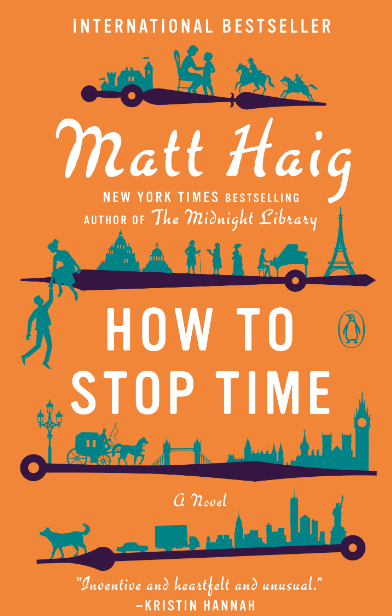 INTERNATIONAL BESTSELLER
Matt Haig
NEW YORK TIMES BESTSELLING
AUTHOR OF The Midnight Library
HOW TO
STOP TIME
A Novel
"Inventive and heartfelt and unusual."
–KRISTIN HANNAH